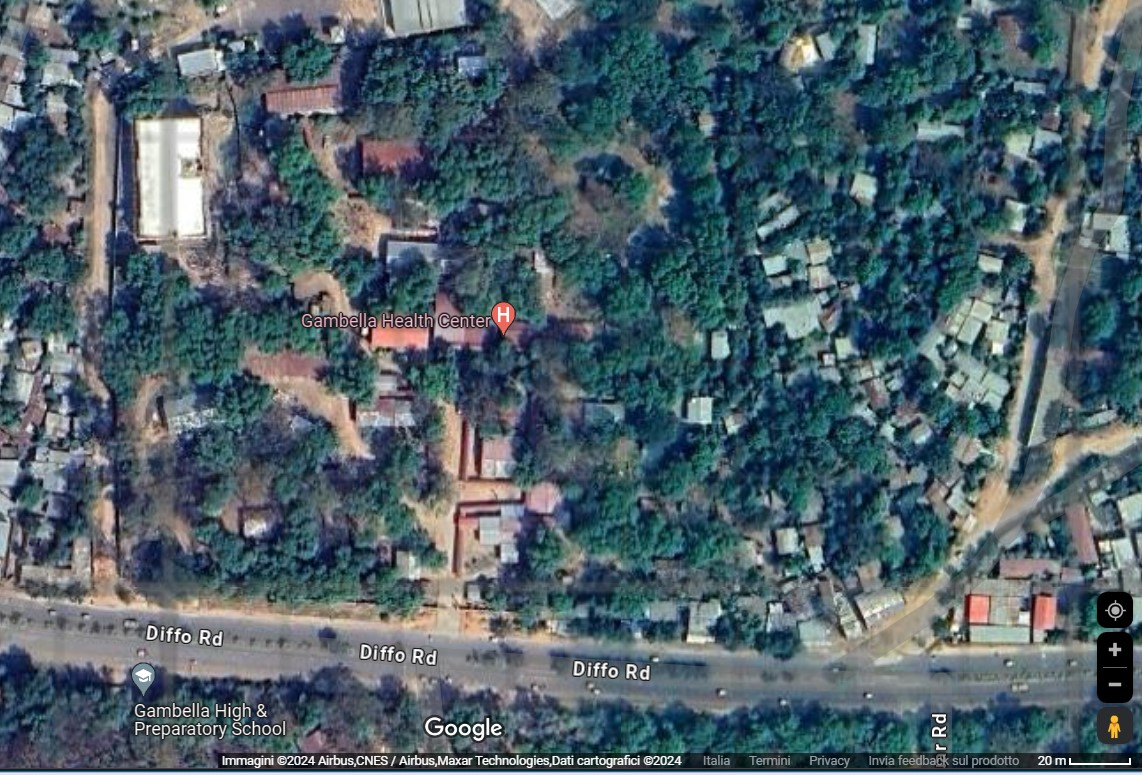 Gambella Health Center
H
Diffo Rd
Diffo Rd
Diffo Rd
Gambella High &
Preparatory School
Google
r Rd
Immagini ©2024 Airbus,CNES / Airbus,Maxar Technologies,Dati cartografici ©2024 Italia Termini Privacy Invia feedback sul prodotto 20 m